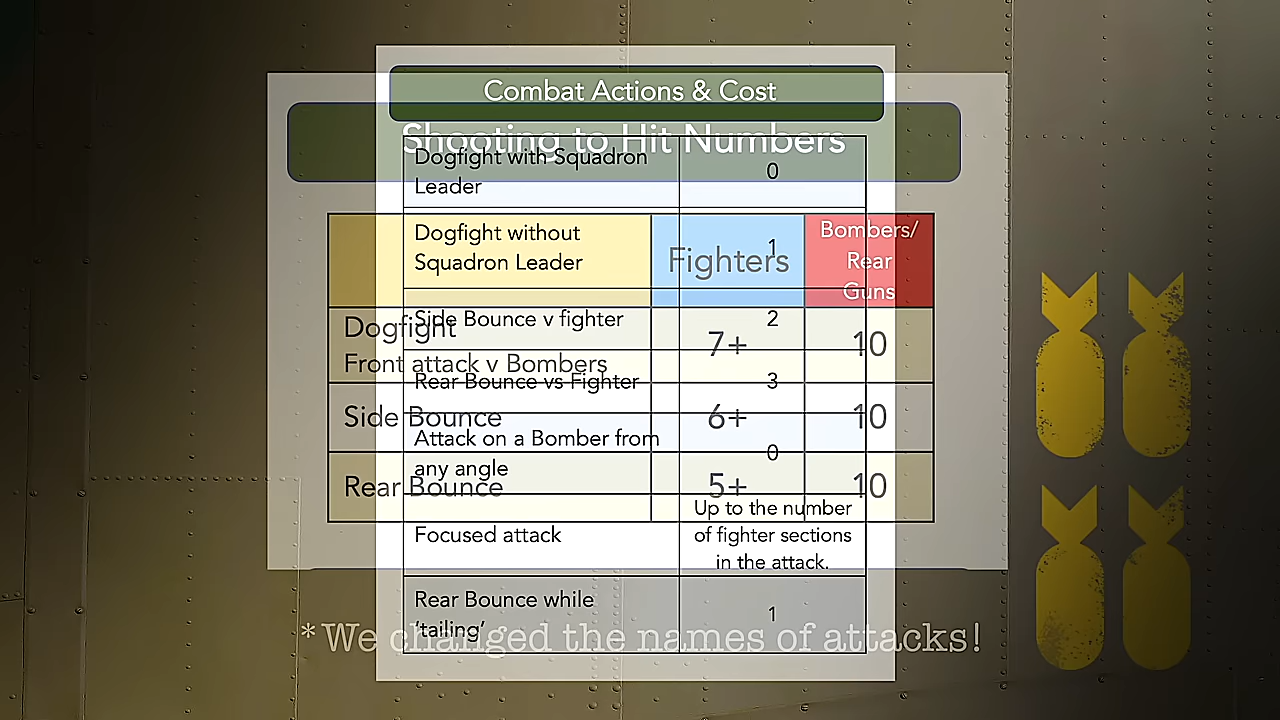 Combat Actions & Cost
Dogfight with Squadron
Leader
0
Dogfight without
Squadron Leader
1
Side Bounce v fighter
2
Rear Bounce vs Fighter
3
Attack on a Bomber from
any angle
0
Focused attack
Up to the number
of fighter sections
in the attack.
Rear Bounce while
‘tailing’
1
Shooting to Hit Numbers
Fighters
Bombers/
Rear
Guns
Dogfight
Front attack v Bombers
7+
10
Side Bounce
6+
10
Rear Bounce
5+
10
* We changed the names of attacks!